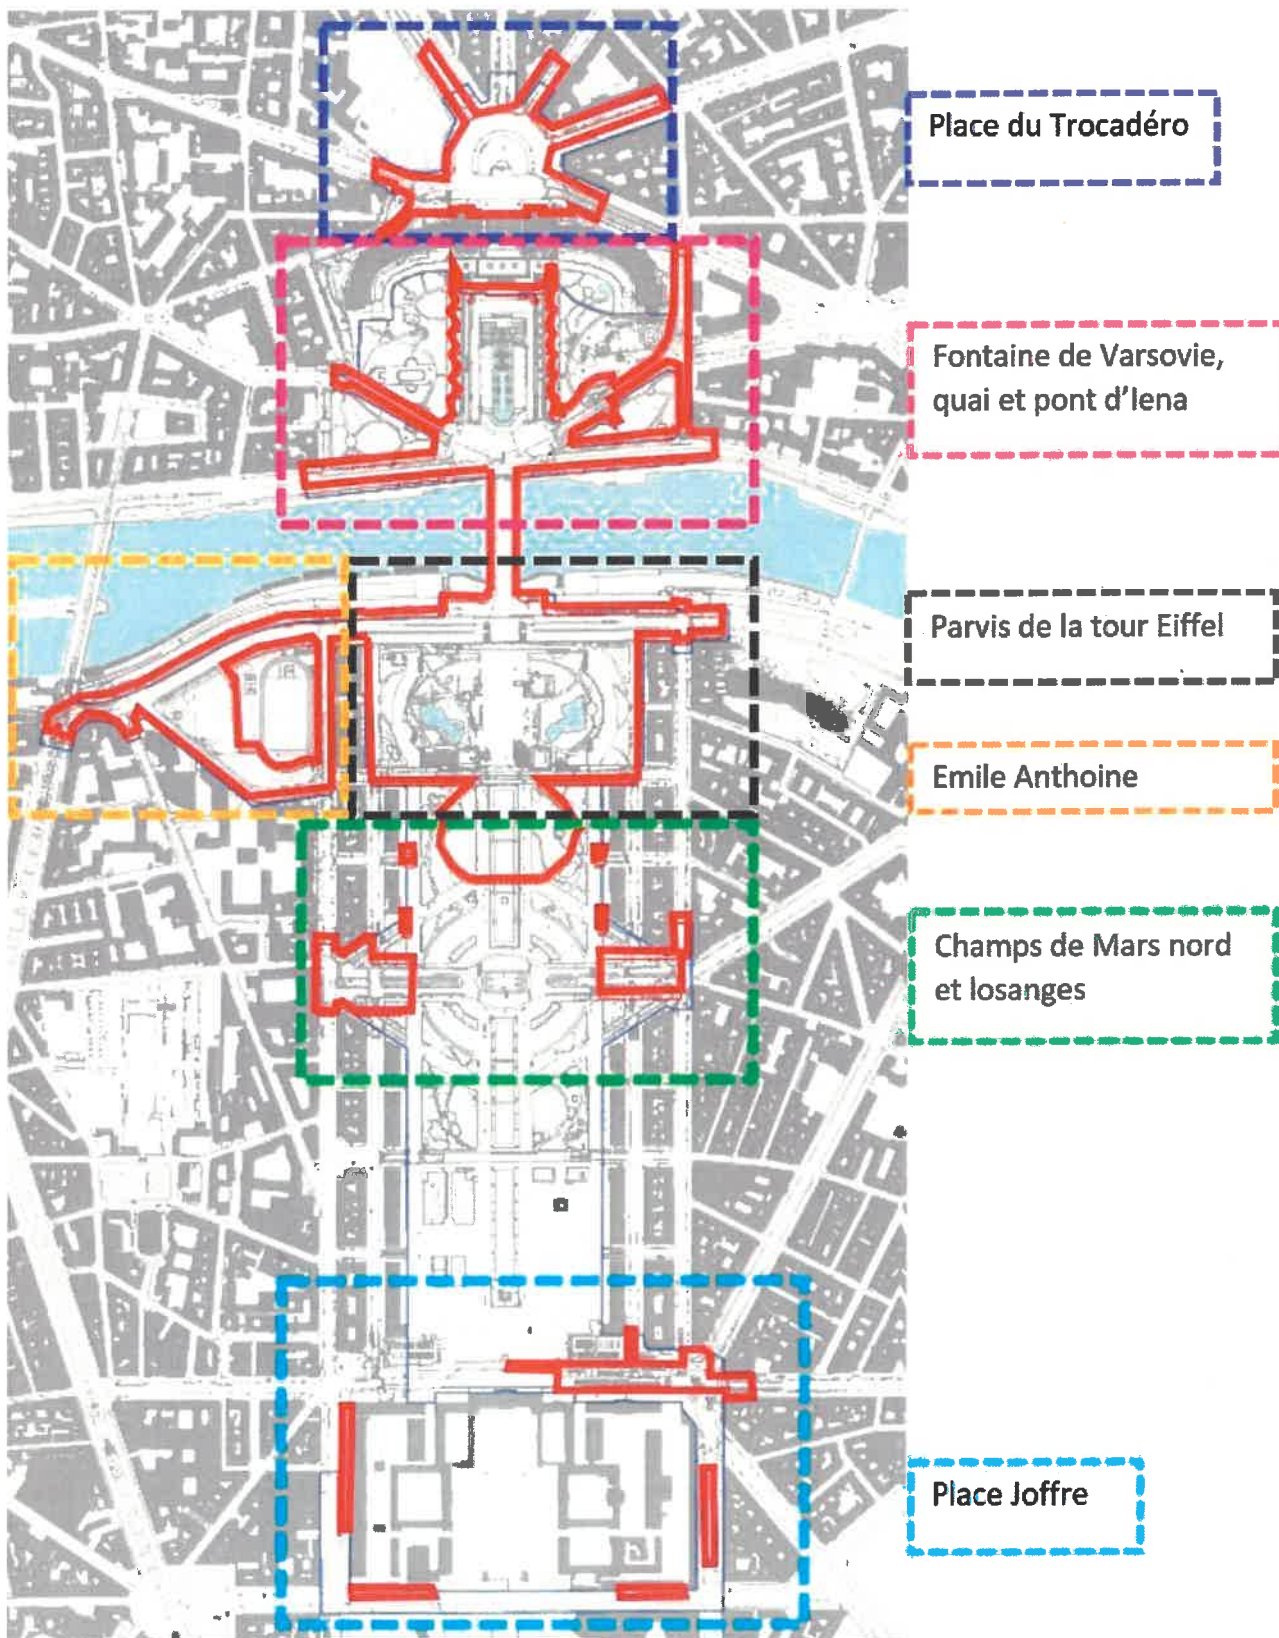 Place du Trocadéro
Fontaine de Varsovie,
quai et pont d'Iena
Parvis de la tour Eiffel
Emile Anthoine
Champs de Mars nord
et losanges
Place Joffre